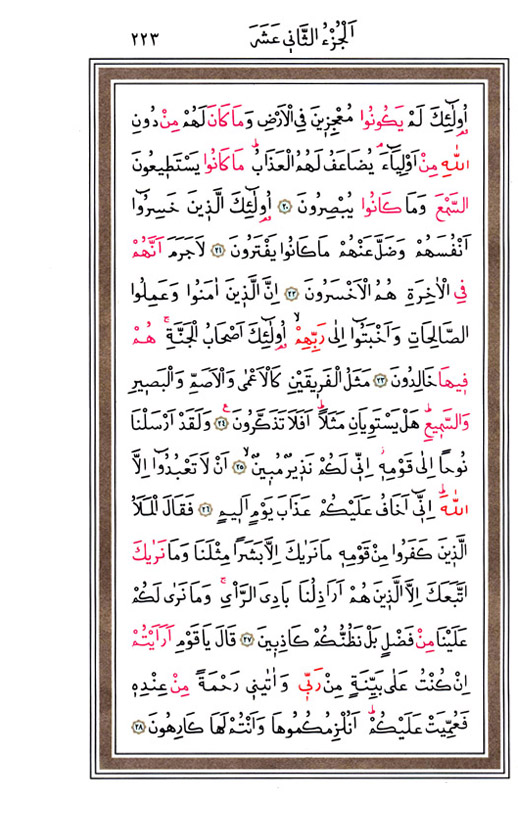 اَلْجُزْءُ الثَّانِي عَشَرَ ٢٢٣
اُو۬لٰٓئِكَ لَمْ يَكُونُوا مُعْجِز۪ينَ فِي الْاَرْضِ وَمَا كَانَ لَهُمْ مِنْ دُونِ
اللّٰهِ مِنْ اَوْلِيَٓاءَۢ يُضَاعَفُ لَهُمُ الْعَذَابُۜ مَا كَانُوا يَسْتَط۪يعُونَ
السَّمْعَ وَمَا كَانُوا يُبْصِرُونَ ﴿٢٠﴾ اُو۬لٰٓئِكَ الَّذ۪ينَ خَسِرُٓوا
اَنْفُسَهُمْ وَضَلَّ عَنْهُمْ مَا كَانُوا يَفْتَرُونَ ﴿٢١﴾ لَا جَرَمَ اَنَّهُمْ
فِي الْاٰخِرَةِ هُمُ الْاَخْسَرُونَ ﴿٢٢﴾ اِنَّ الَّذ۪ينَ اٰمَنُوا وَعَمِلُوا
الصَّالِحَاتِ وَاَخْبَتُٓوا اِلٰى رَبِّهِمْۙ اُو۬لٰٓئِكَ اَصْحَابُ الْجَنَّةِۚ هُمْ
ف۪يهَا خَالِدُونَ ﴿٢٣﴾ مَثَلُ الْفَر۪يقَيْنِ كَالْاَعْمٰى وَالْاَصَمِّ وَالْبَص۪يرِ
وَالسَّم۪يعِۜ هَلْ يَسْتَوِيَانِ مَثَلاًۜ اَفَلَا تَذَكَّرُونَ۟ ﴿٢٤﴾ وَلَقَدْ اَرْسَلْنَا
نُوحاً اِلٰى قَوْمِه۪ۘ اِنّ۪ي لَكُمْ نَذ۪يرٌ مُب۪ينٌۙ ﴿٢٥﴾ اَنْ لَا تَعْبُدُٓوا اِلَّا
اللّٰهَۜ اِنّ۪ٓي اَخَافُ عَلَيْكُمْ عَذَابَ يَوْمٍ اَل۪يمٍ ﴿٢٦﴾ فَقَالَ الْمَلَأُ
الَّذ۪ينَ كَفَرُوا مِنْ قَوْمِه۪ مَا نَرٰيكَ اِلَّا بَشَراً مِثْلَنَا وَمَا نَرٰيكَ
اتَّبَعَكَ اِلَّا الَّذ۪ينَ هُمْ اَرَاذِلُنَا بَادِيَ الرَّأْيِۚ وَمَا نَرٰى لَكُمْ
عَلَيْنَا مِنْ فَضْلٍ بَلْ نَظُنُّكُمْ كَاذِب۪ينَ ﴿٢٧﴾ قَالَ يَا قَوْمِ اَرَاَيْتُمْ
اِنْ كُنْتُ عَلٰى بَيِّنَةٍ مِنْ رَبّ۪ي وَاٰتٰين۪ي رَحْمَةً مِنْ عِنْدِه۪
فَعُمِّيَتْ عَلَيْكُمْۜ اَنُلْزِمُكُمُوهَا وَاَنْتُمْ لَهَا كَارِهُونَ ﴿٢٨﴾